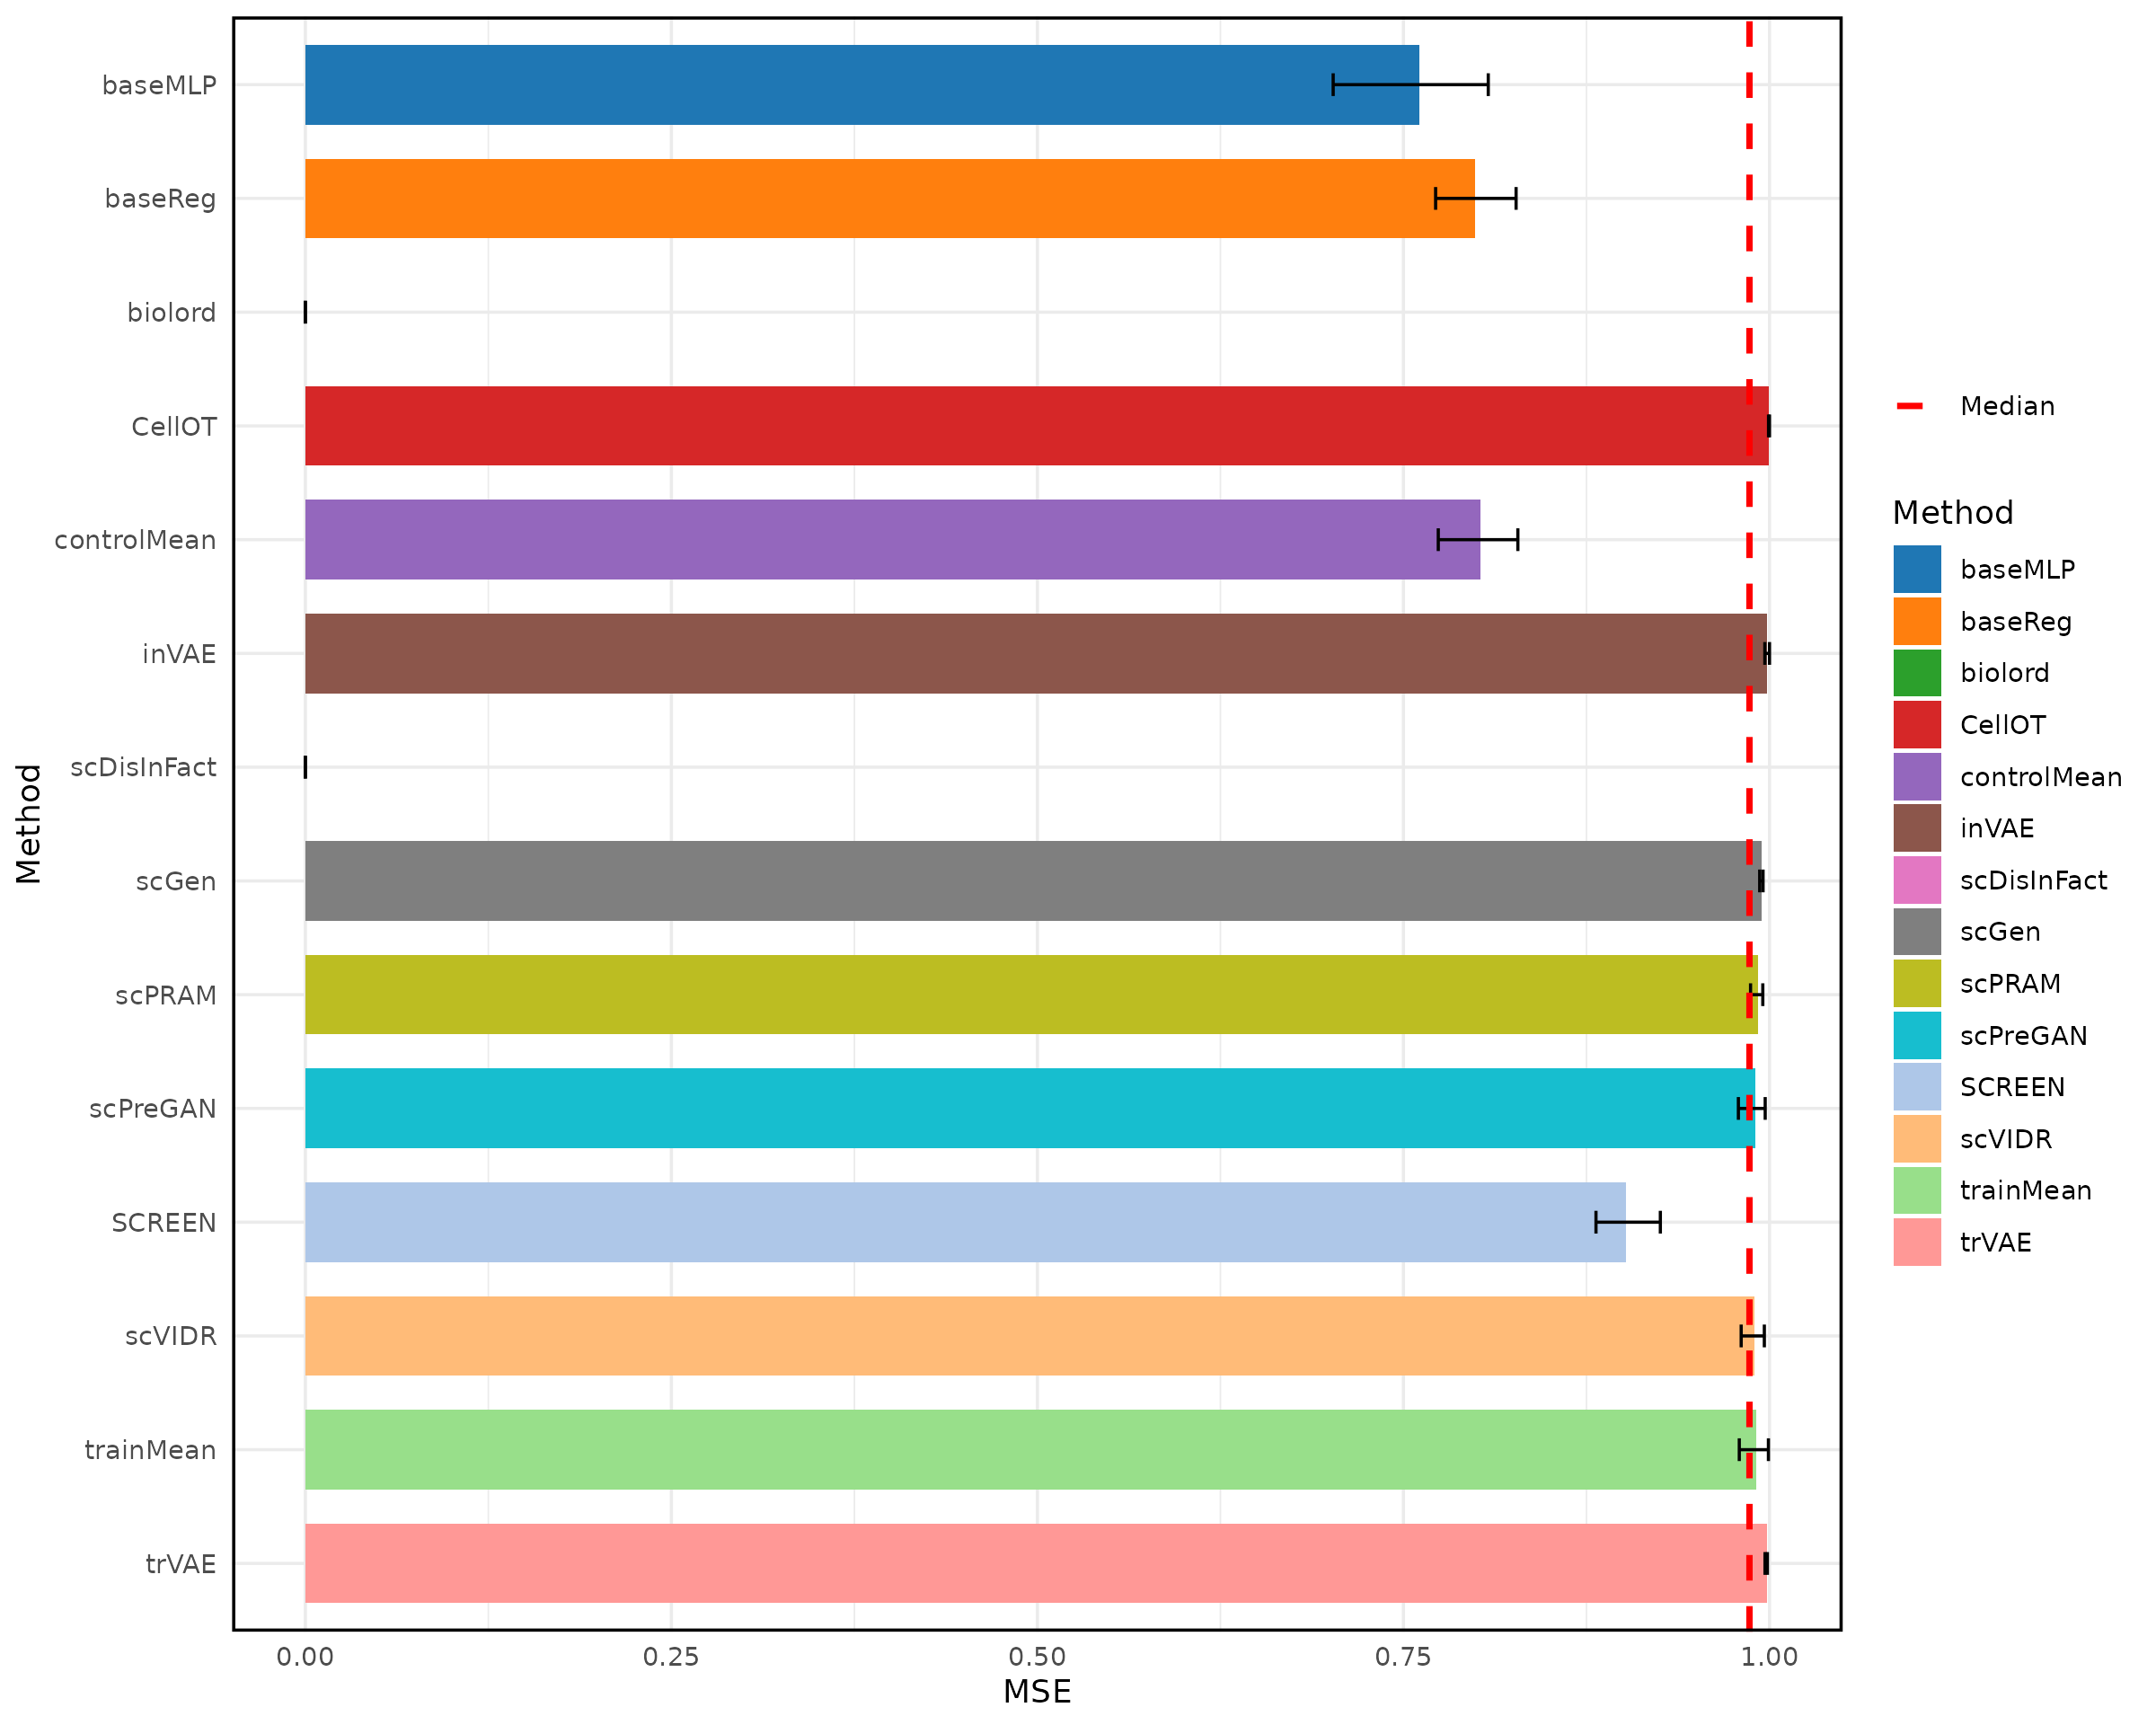 baseMLP
baseReg
biolord
CellOT
controlMean
inVAE
scDisInFact
scGen
scPRAM
scPreGAN
SCREEN
scVIDR
trainMean
trVAE
Method
0.00 0.25 0.50 0.75 1.00
MSE
Median
Method
baseMLP
baseReg
biolord
CellOT
controlMean
inVAE
scDisInFact
scGen
scPRAM
scPreGAN
SCREEN
scVIDR
trainMean
trVAE